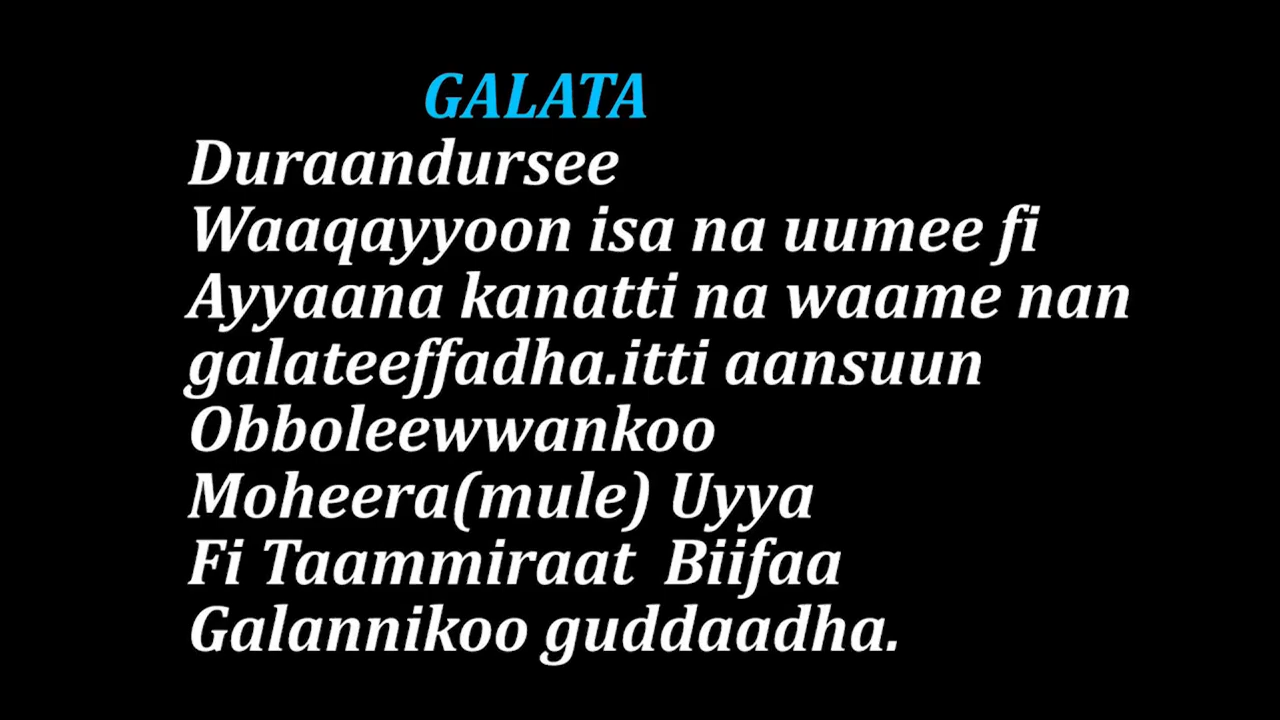 GALATA
Duraandursee
Waaqayyoon isa na uumee fi
Ayyaana kanatti na waame nan
galateeffadha.itti aansuun
Obboleewwankoo
Moheera(mule) Uyya
Fi Taammiraat  Biifaa
Galannikoo guddaadha.